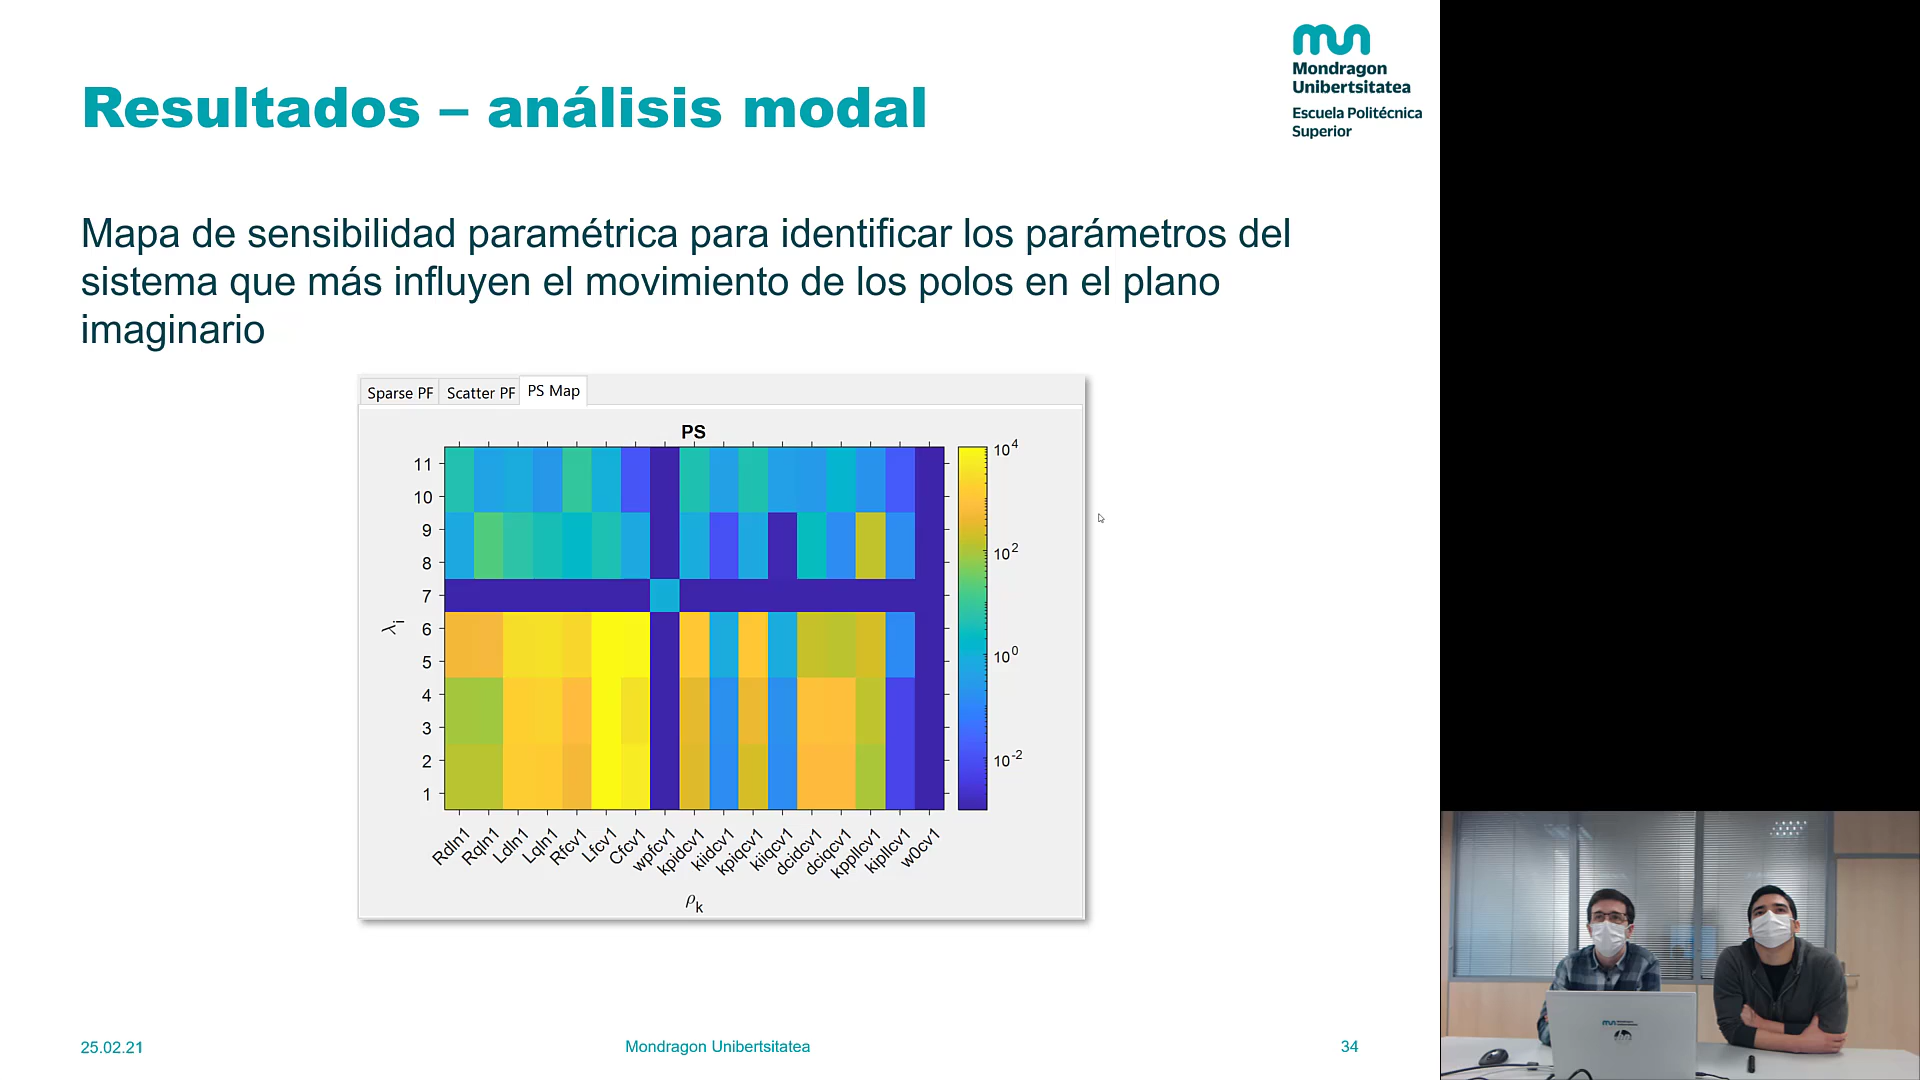 Mondragon
Unibertsitatea
Escuela Politécnica
Superior
Resultados – análisis modal
Mapa de sensibilidad paramétrica para identificar los parámetros del
sistema que más influyen el movimiento de los polos en el plano
imaginario
Sparse PF Scatter PF PS Map
PS
11
10
9
8
7
6
5
4
3
2
1
λi
10^4
10^2
10^0
10^-2
Rdln1 Rqln1 Ldln1 Lqln1 Rfcv1 Lfcv1 Cfcv1 wpfcv1 kpidcv1 kiidcv1 kpiqcv1 kiiqcv1 dcidcv1 dciqcv1 kppllcv1 kipllcv1 w0cv1
ρk
25.02.21 Mondragon Unibertsitatea 34